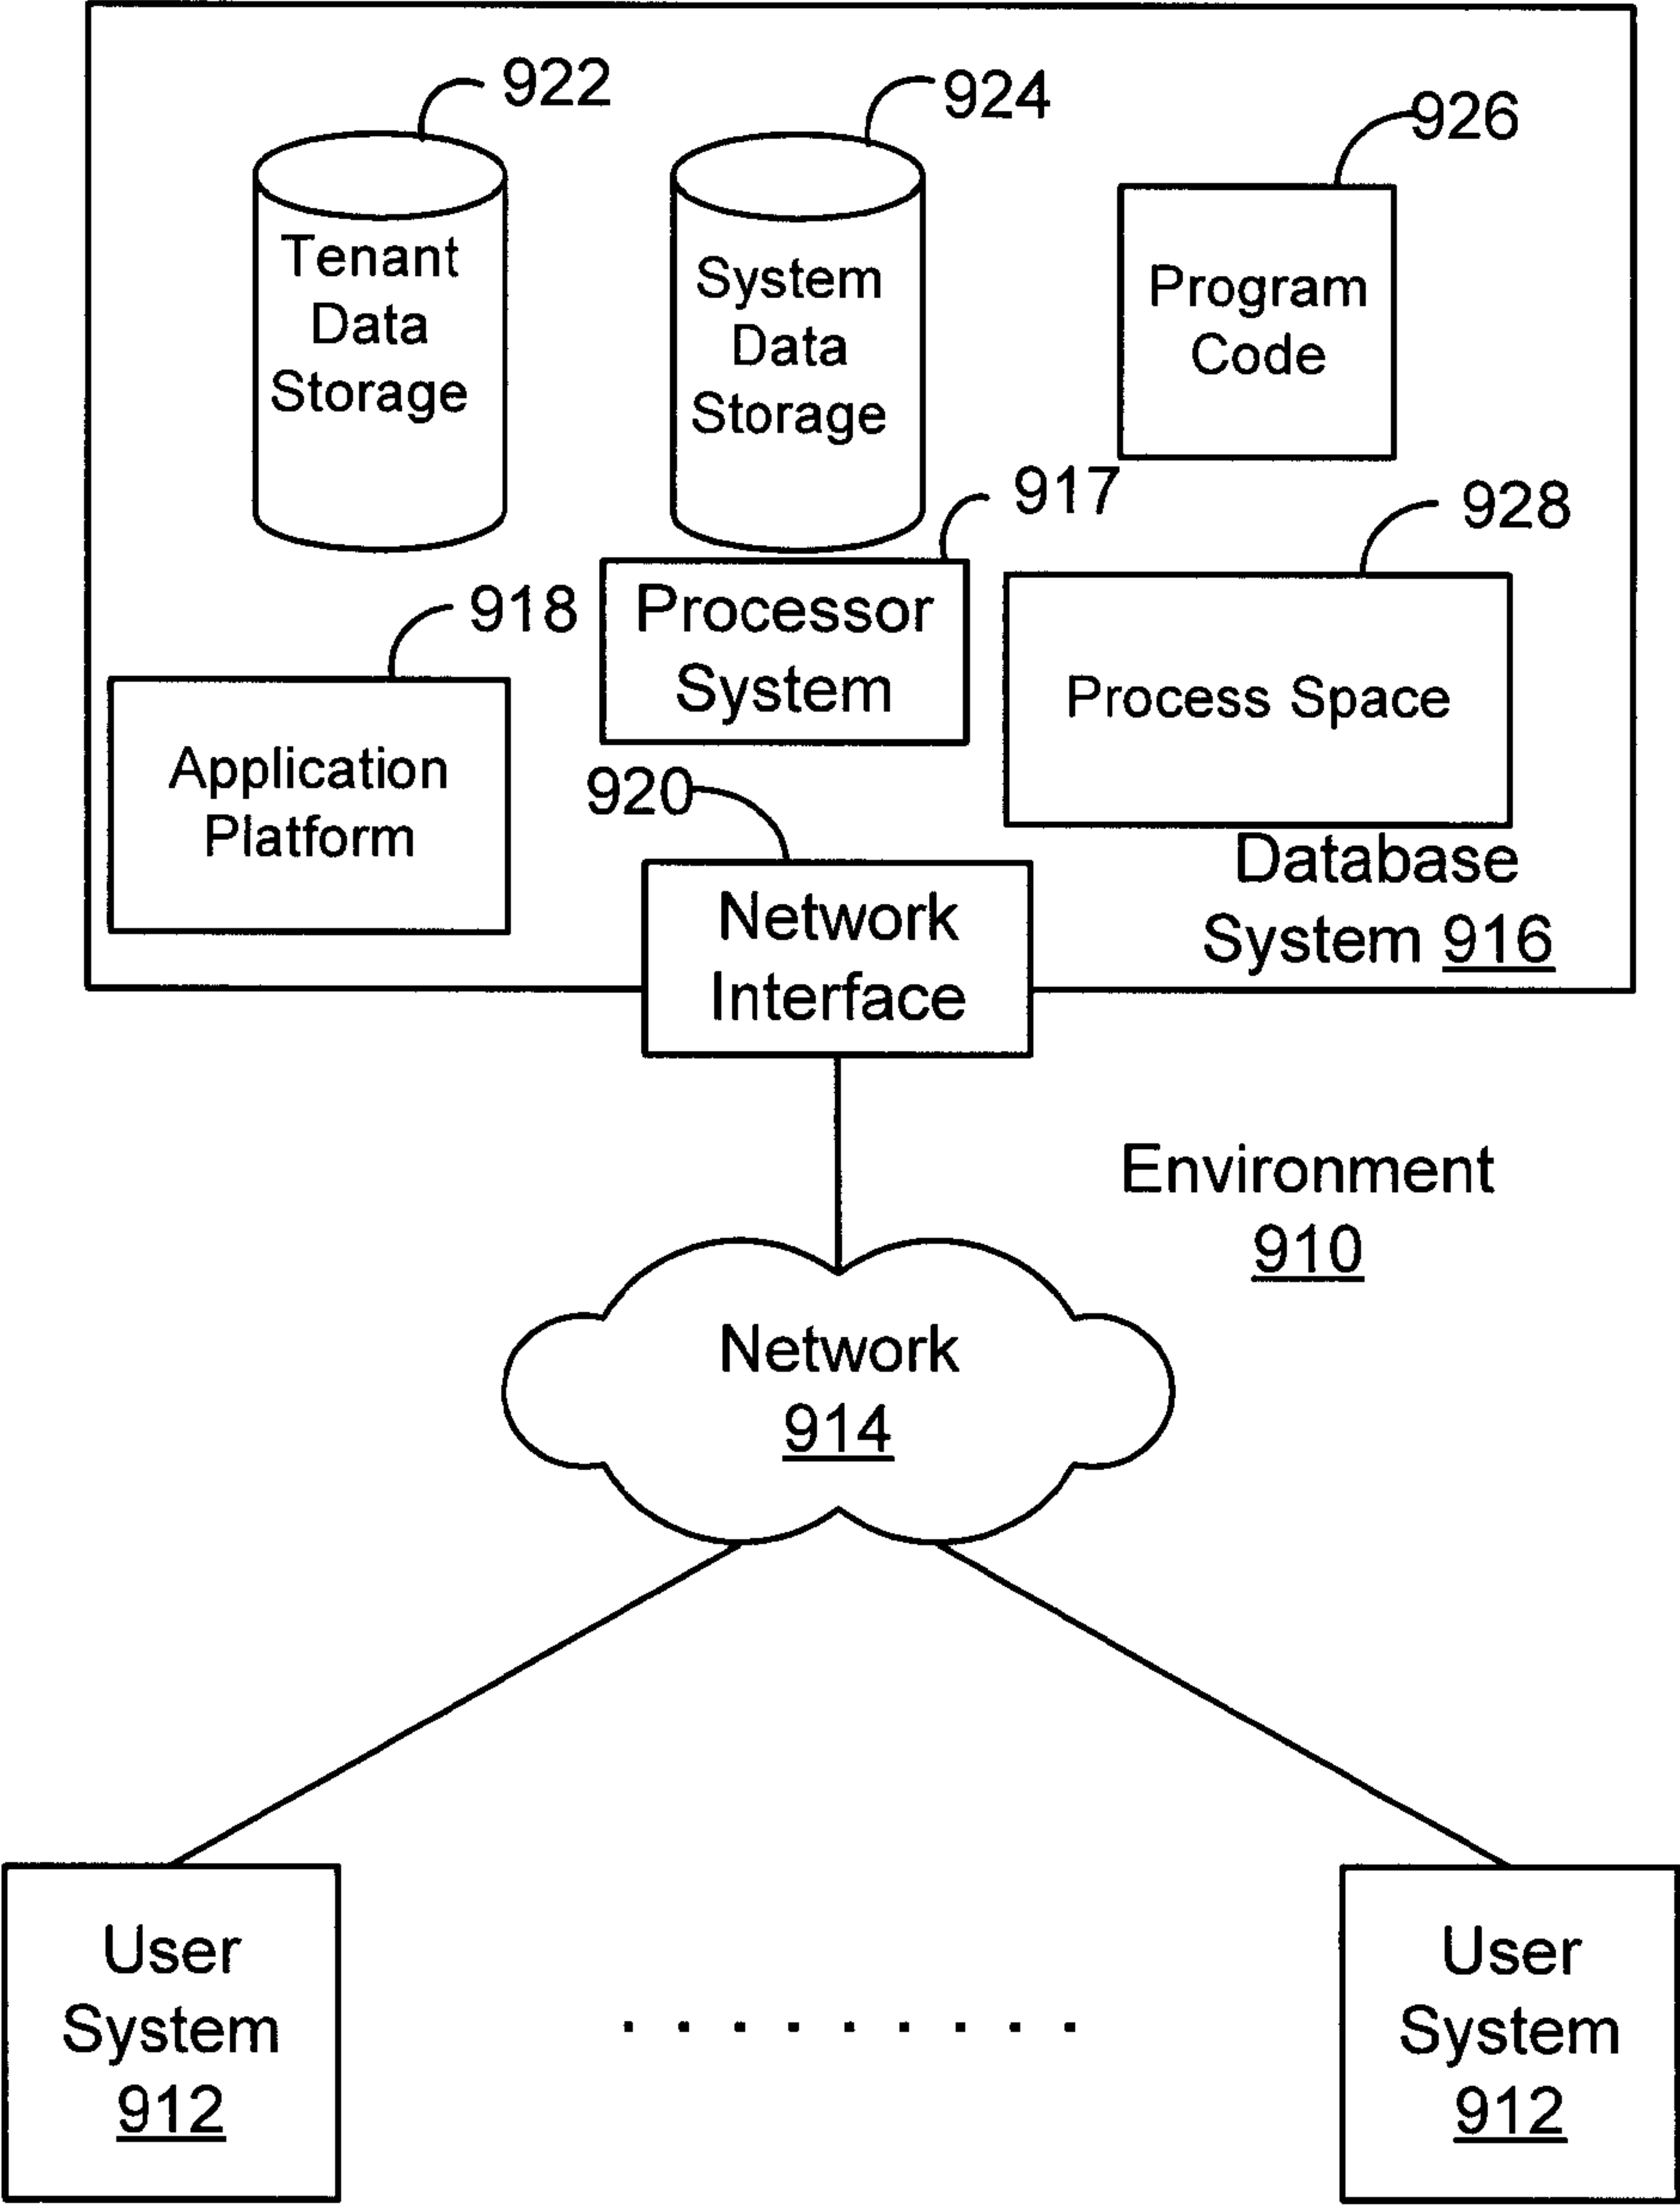 922
924
926
Tenant
Data
Storage
System
Data
Storage
Program
Code
917
928
918
Processor
System
Process Space
Application
Platform
920
Network
Interface
Database
System 916
Environment
910
Network
914
User
System
912
User
System
912